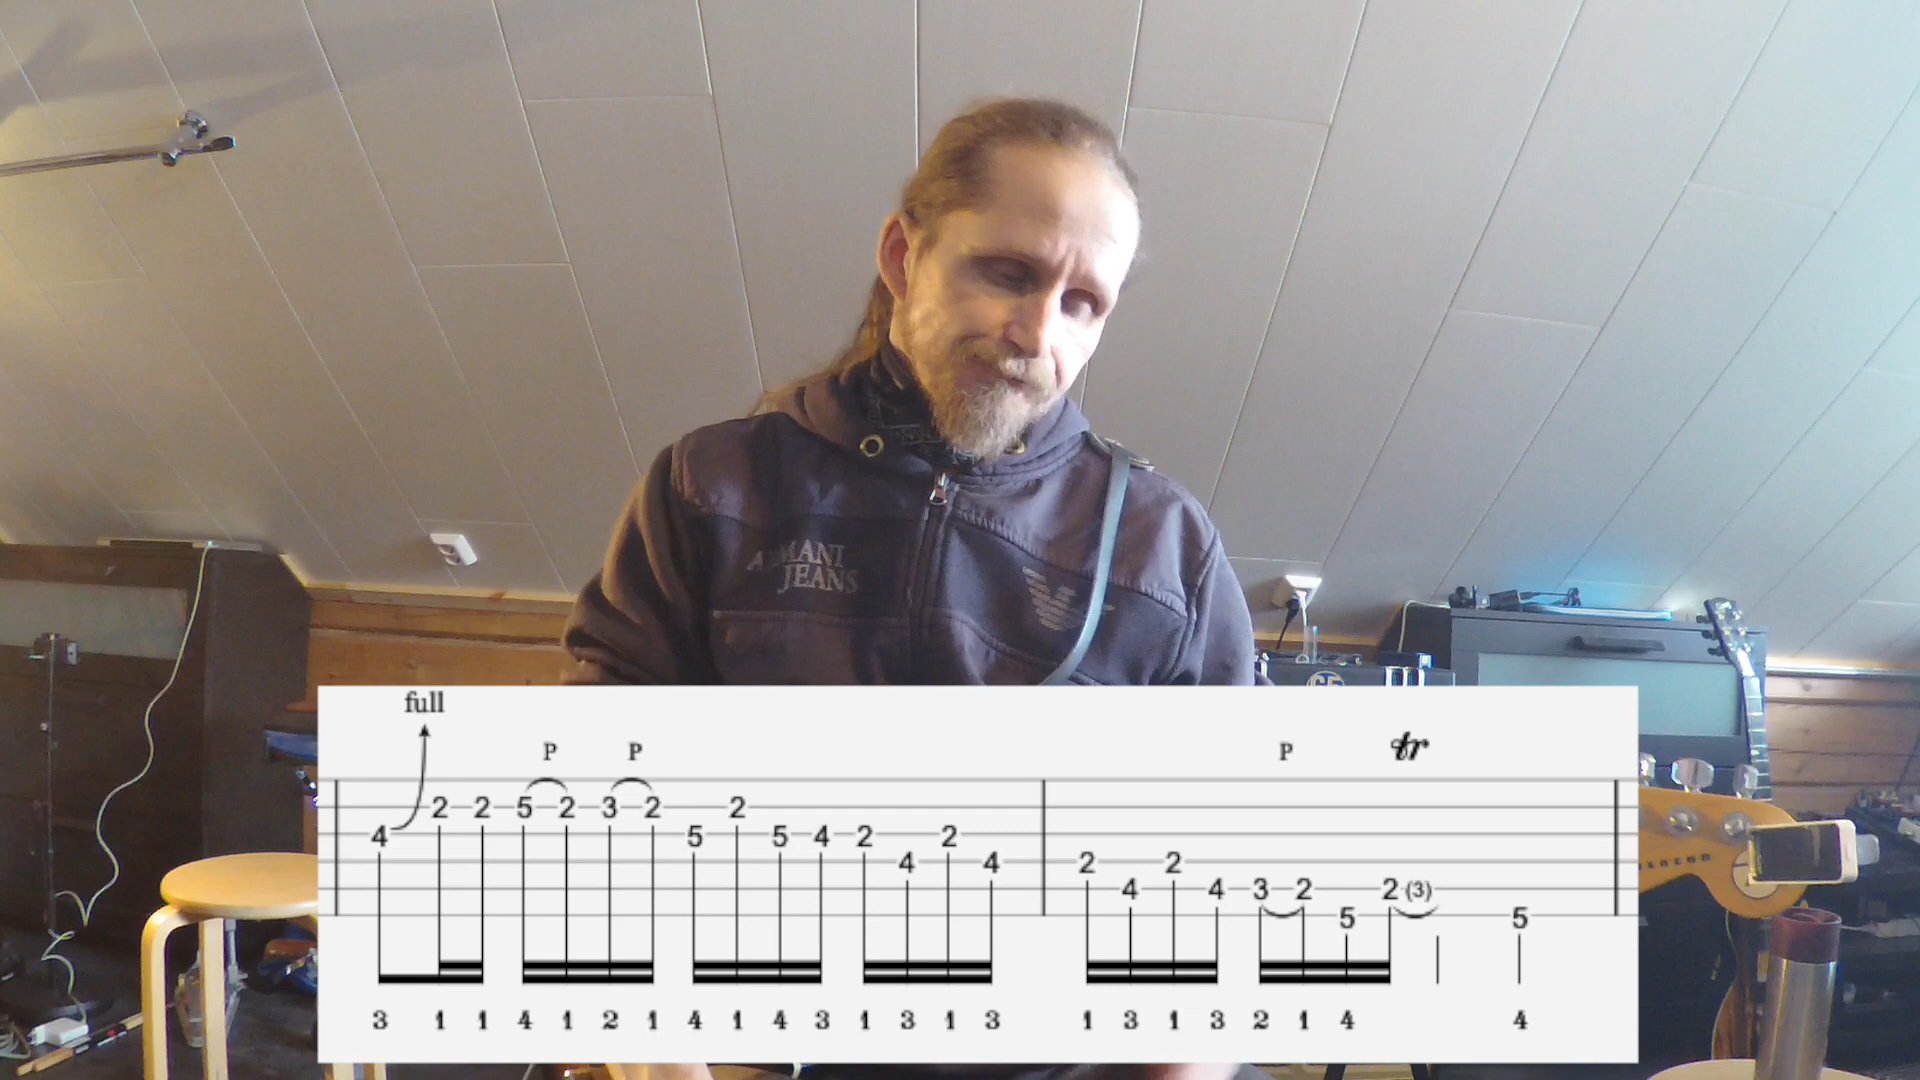 ARMANI
JEANS
65
full
P P P tr
2 2 5 2 3 2 2
4 5 5 4 2 2
4 4 2 2
4 4 3 2 2 (3)
5 5
3 1 1 4 1 2 1 4 1 4 3 1 3 1 3 1 3 1 3 2 1 4 4